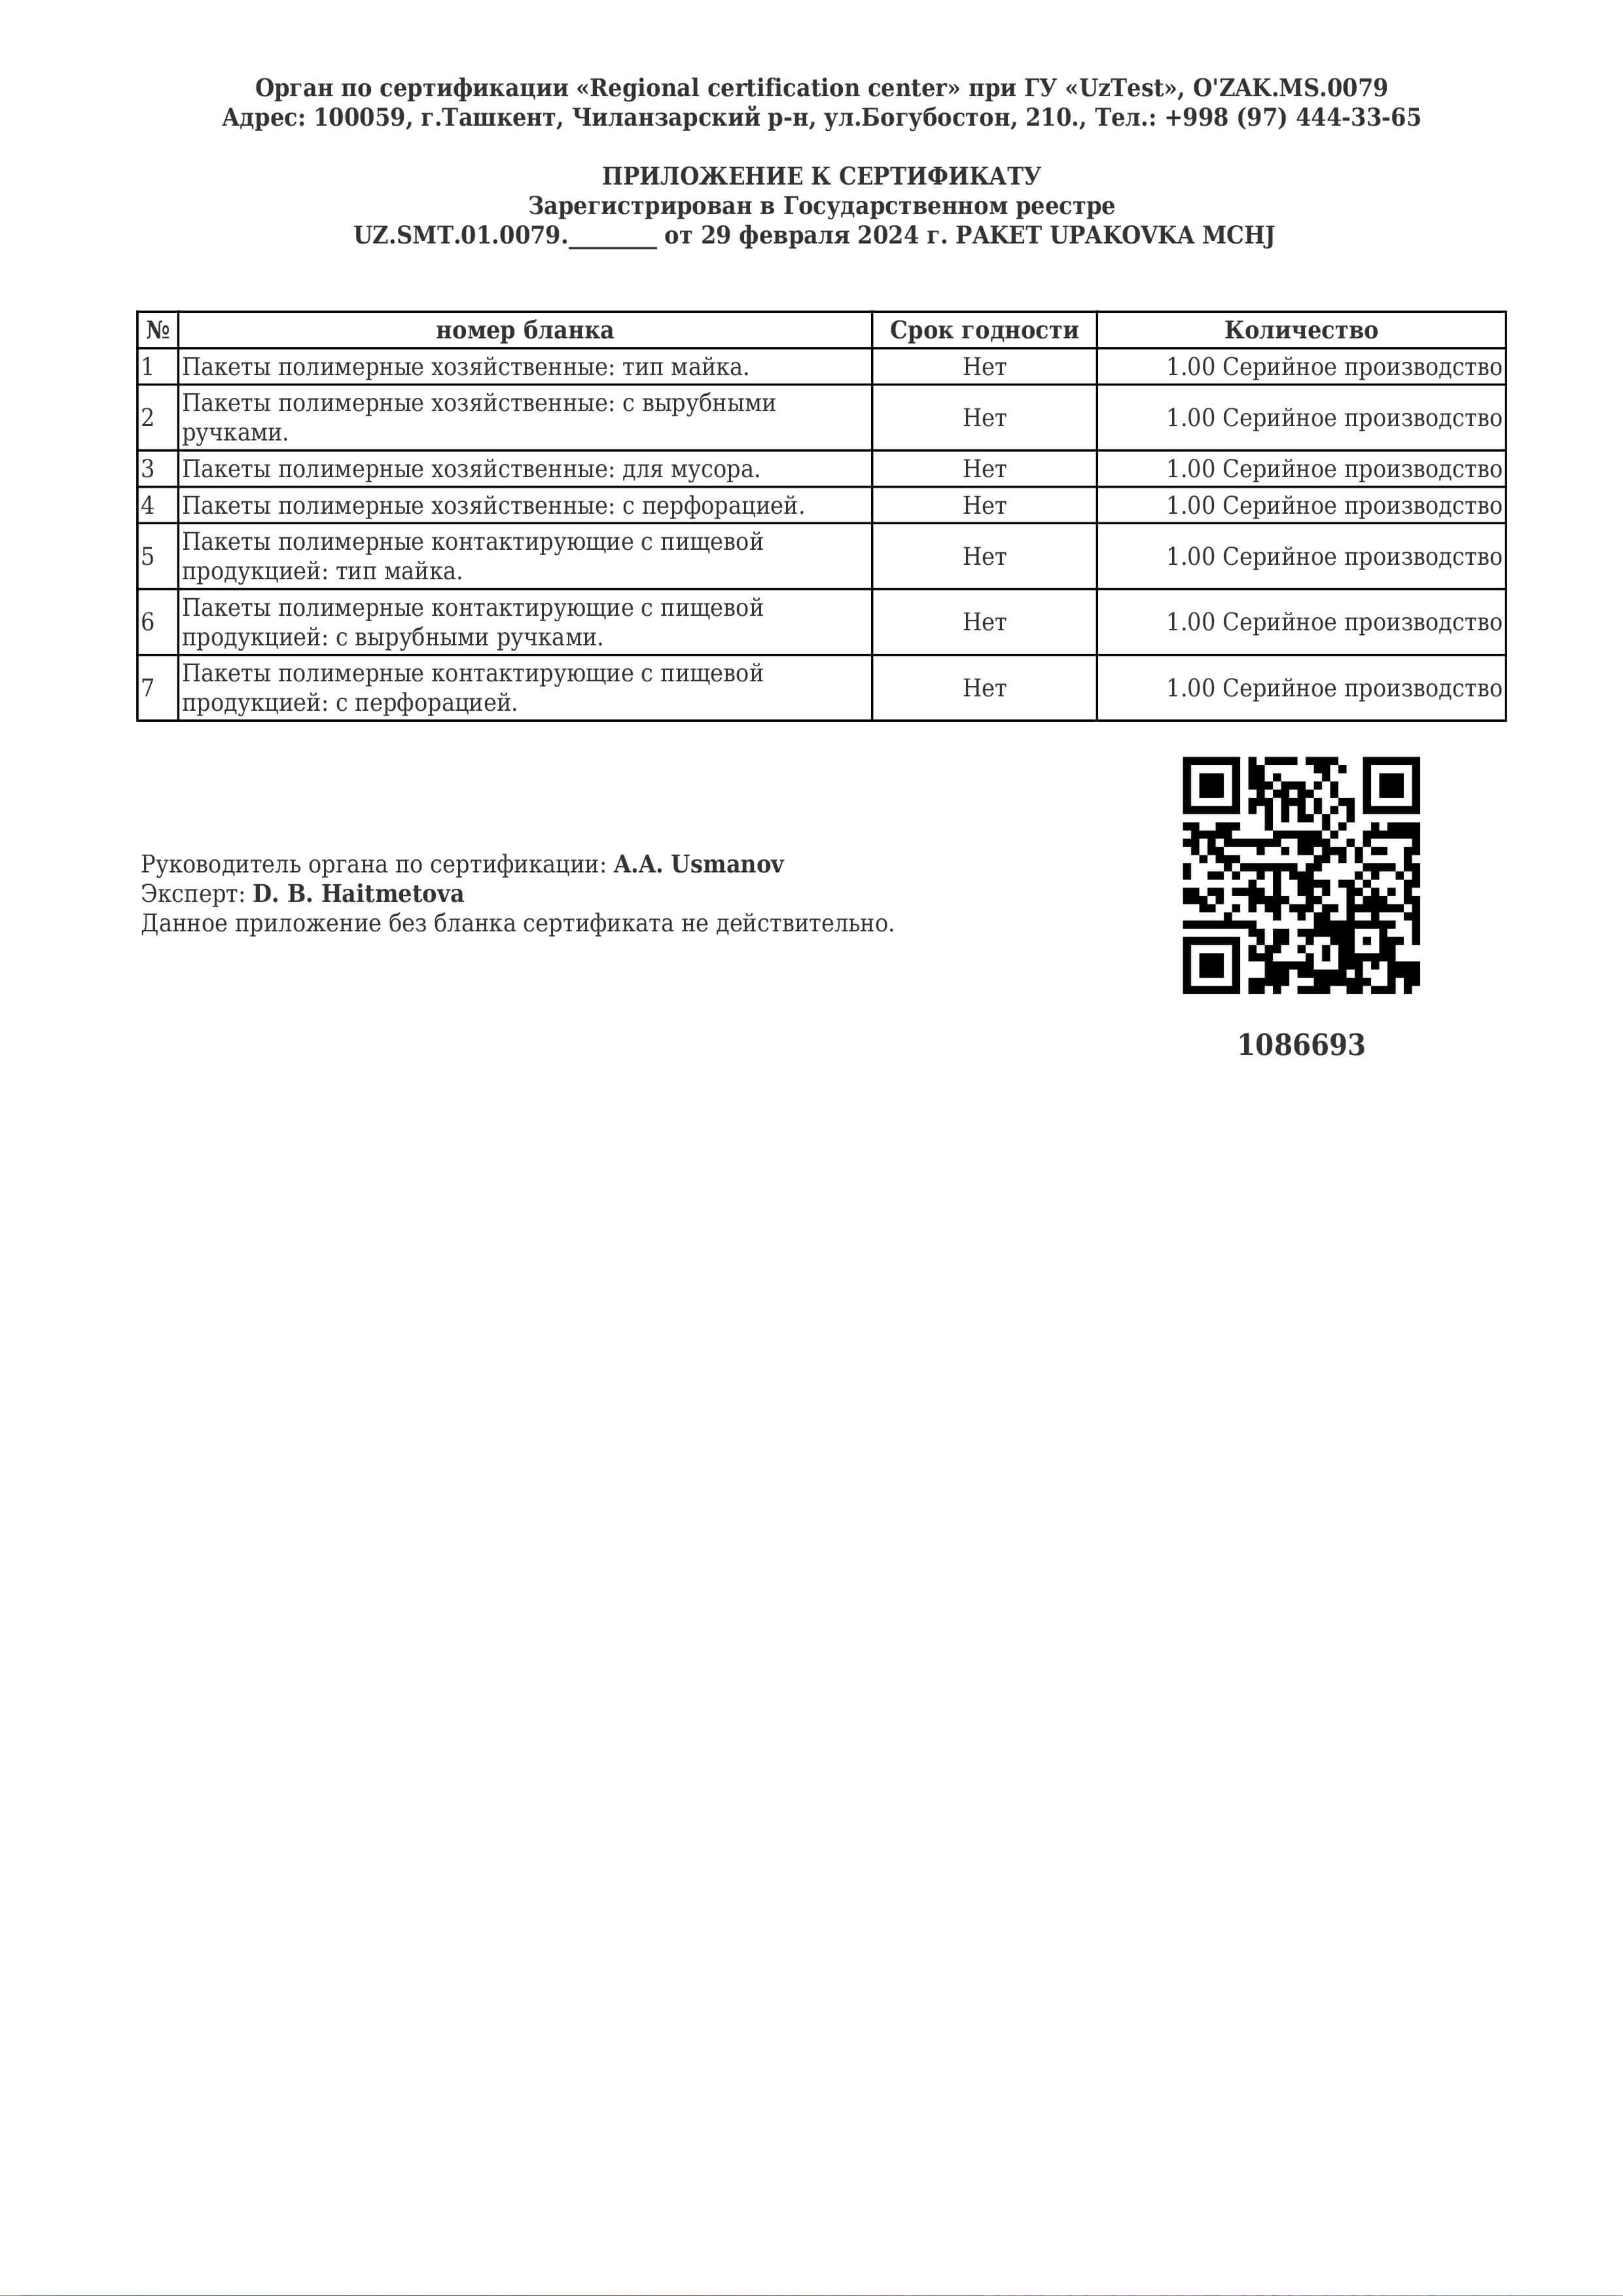 Орган по сертификации «Regional certification center» при ГУ «UzTest», O'ZAK.MS.0079
Адрес: 100059, г.Ташкент, Чиланзарский р-н, ул.Богубостон, 210., Тел.: +998 (97) 444-33-65
ПРИЛОЖЕНИЕ К СЕРТИФИКАТУ
Зарегистрирован в Государственном реестре
UZ.SMT.01.0079.________ от 29 февраля 2024 г. PAKET UPAKOVKA MCHJ
№ номер бланка Срок годности Количество
1 Пакеты полимерные хозяйственные: тип майка. Нет 1.00 Серийное производство
2 Пакеты полимерные хозяйственные: с вырубными
ручками. Нет 1.00 Серийное производство
3 Пакеты полимерные хозяйственные: для мусора. Нет 1.00 Серийное производство
4 Пакеты полимерные хозяйственные: с перфорацией. Нет 1.00 Серийное производство
5 Пакеты полимерные контактирующие с пищевой
продукцией: тип майка. Нет 1.00 Серийное производство
6 Пакеты полимерные контактирующие с пищевой
продукцией: с вырубными ручками. Нет 1.00 Серийное производство
7 Пакеты полимерные контактирующие с пищевой
продукцией: с перфорацией. Нет 1.00 Серийное производство
Руководитель органа по сертификации: A.A. Usmanov
Эксперт: D. B. Haitmetova
Данное приложение без бланка сертификата не действительно.
1086693